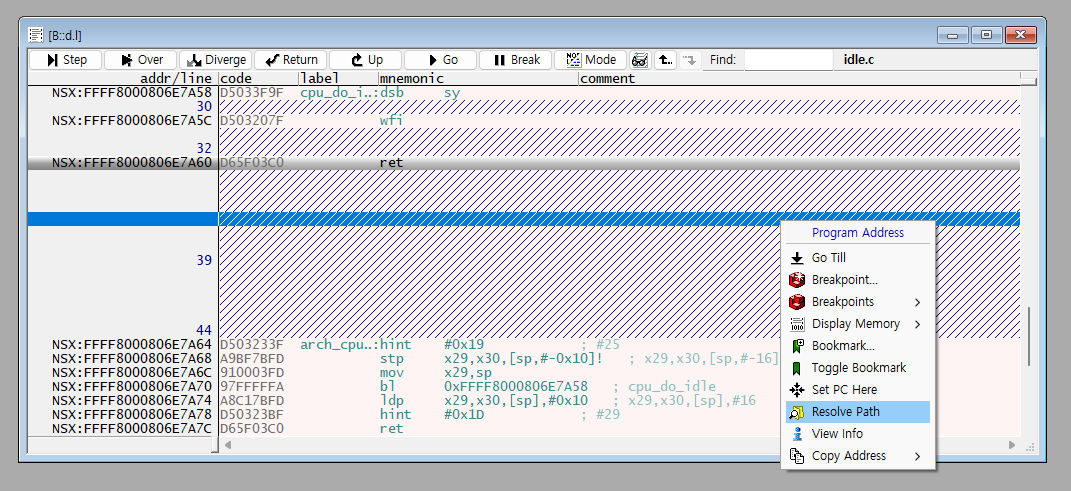 [B::d.l]
Step Over Diverge Return Up Go Break Mode Find: idle.c
addr/line code label mnemonic comment
NSX:FFFF8000806E7A58 D5033F9F cpu_do_i..:dsb sy
30
NSX:FFFF8000806E7A5C D503207F wfi
32
NSX:FFFF8000806E7A60 D65F03C0 ret
39
44
NSX:FFFF8000806E7A64 D503233F arch_cpu..:hint #0x19 ; #25
NSX:FFFF8000806E7A68 A9BF7BFD stp x29,x30,[sp,#-0x10]! ; x29,x30,[sp,#-16]
NSX:FFFF8000806E7A6C 910003FD mov x29,sp
NSX:FFFF8000806E7A70 97FFFFFA bl 0xFFFF8000806E7A58 ; cpu_do_idle
NSX:FFFF8000806E7A74 A8C17BFD ldp x29,x30,[sp],#0x10 ; x29,x30,[sp],#16
NSX:FFFF8000806E7A78 D50323BF hint #0x1D ; #29
NSX:FFFF8000806E7A7C D65F03C0 ret
Program Address
Go Till
Breakpoint...
Breakpoints
Display Memory
Bookmark...
Toggle Bookmark
Set PC Here
Resolve Path
View Info
Copy Address